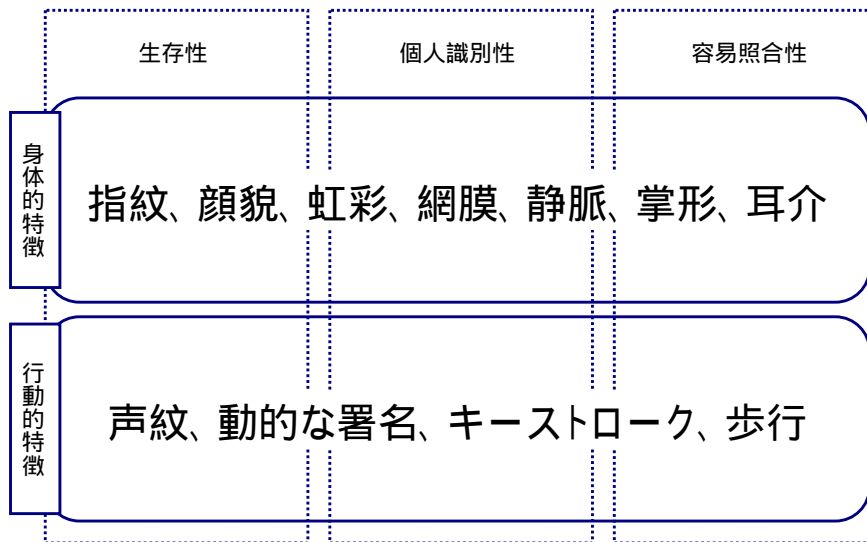 生存性
個人識別性
容易照合性
身体的特徴
指紋、顔貌、虹彩、網膜、静脈、掌形、耳介
行動的特徴
声紋、動的な署名、キーストローク、歩行